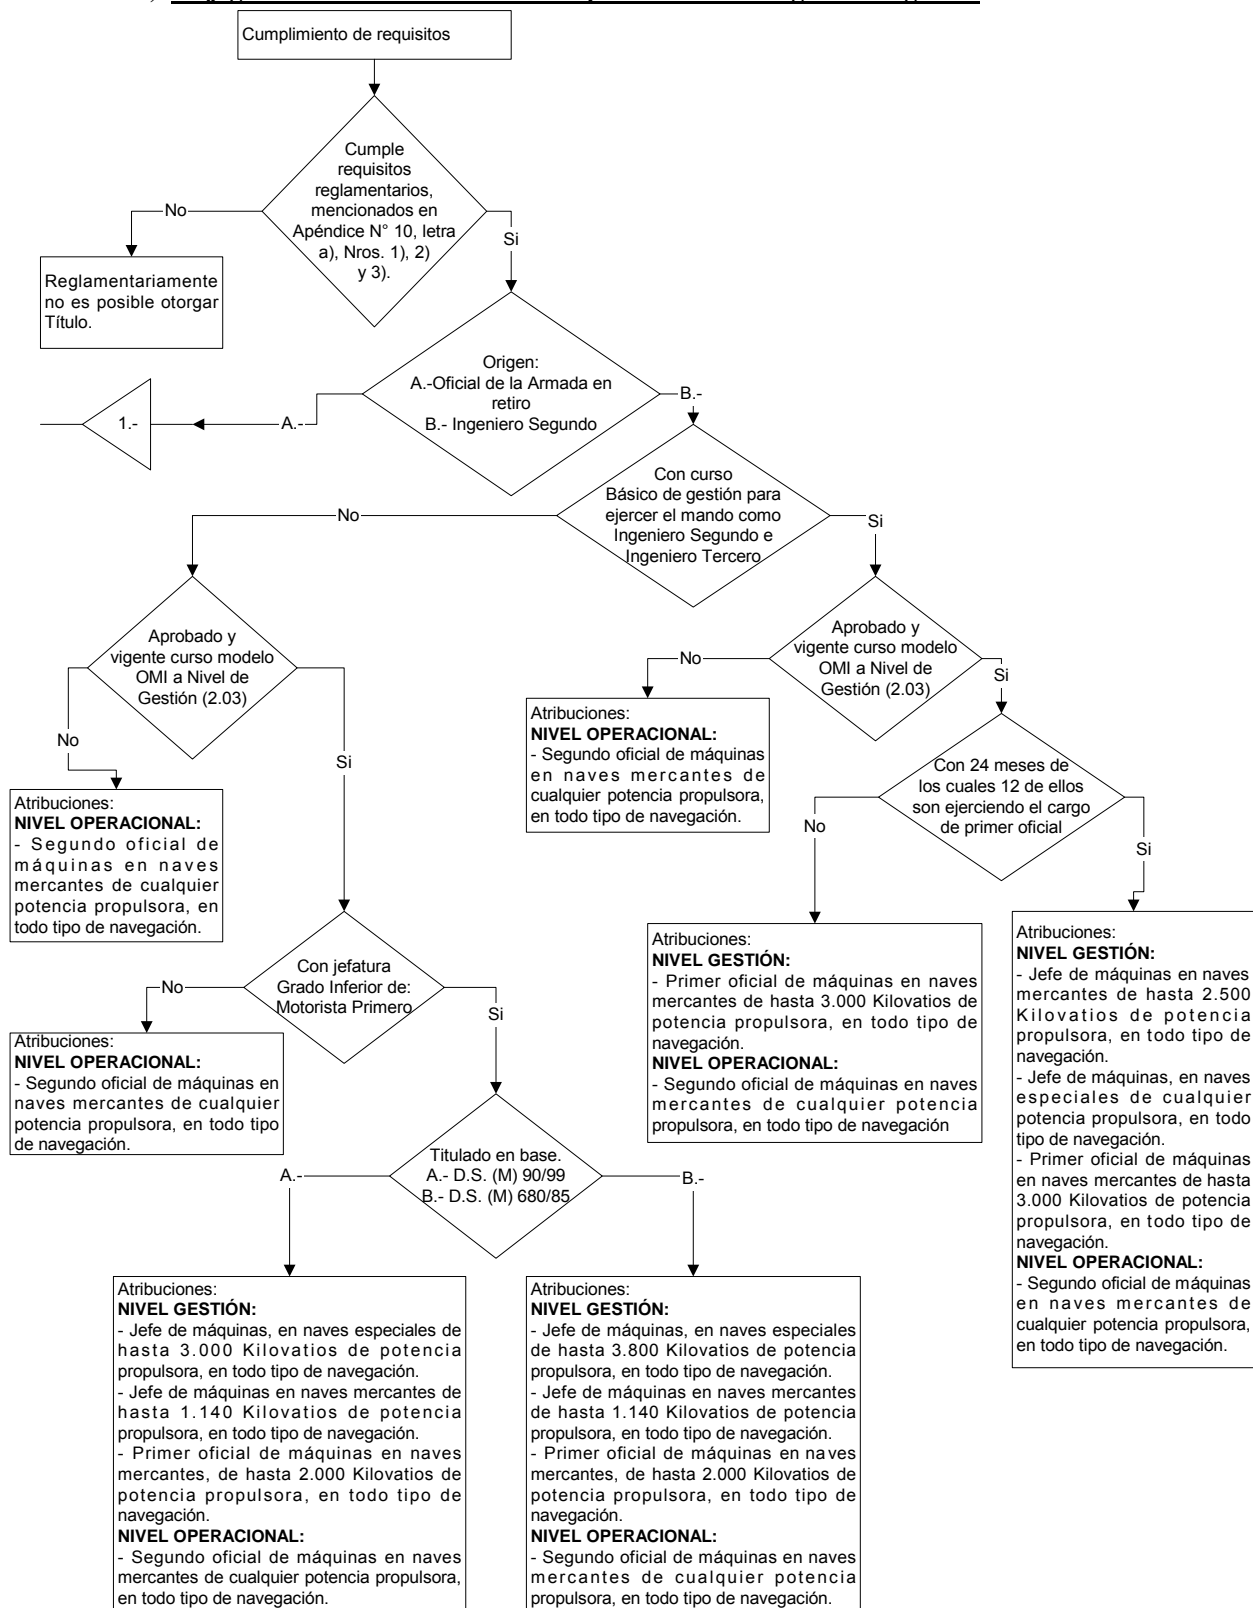 Cumplimiento de requisitos
Cumple
requisitos
reglamentarios,
mencionados en
Apéndice N° 10, letra
a), Nros. 1), 2)
y 3).
No
Si
Reglamentariamente
no es posible otorgar
Título.
Origen:
A.-Oficial de la Armada en
retiro
B.- Ingeniero Segundo
1.-
A.-
B.-
Con curso
Básico de gestión para
ejercer el mando como
Ingeniero Segundo e
Ingeniero Tercero
No
Si
Aprobado y
vigente curso modelo
OMI a Nivel de
Gestión (2.03)
No
Si
Aprobado y
vigente curso modelo
OMI a Nivel de
Gestión (2.03)
No
Si
Atribuciones:
NIVEL OPERACIONAL:
- Segundo oficial de máquinas
en naves mercantes de
cualquier potencia propulsora,
en todo tipo de navegación.
Con 24 meses de
los cuales 12 de ellos
son ejerciendo el cargo
de primer oficial
No
Si
Atribuciones:
NIVEL OPERACIONAL:
- Segundo oficial de
máquinas en naves
mercantes de cualquier
potencia propulsora, en
todo tipo de navegación.
Con jefatura
Grado Inferior de:
Motorista Primero
No
Si
Atribuciones:
NIVEL GESTIÓN:
- Primer oficial de máquinas en naves
mercantes de hasta 3.000 Kilovatios de
potencia propulsora, en todo tipo de
navegación.
NIVEL OPERACIONAL:
- Segundo oficial de máquinas en naves
mercantes de cualquier potencia
propulsora, en todo tipo de navegación
Atribuciones:
NIVEL GESTIÓN:
- Jefe de máquinas en naves
mercantes de hasta 2.500
Kilovatios de potencia
propulsora, en todo tipo de
navegación.
- Jefe de máquinas, en naves
especiales de cualquier
potencia propulsora, en todo
tipo de navegación.
- Primer oficial de máquinas
en naves mercantes de hasta
3.000 Kilovatios de potencia
propulsora, en todo tipo de
navegación.
NIVEL OPERACIONAL:
- Segundo oficial de máquinas
en naves mercantes de
cualquier potencia propulsora,
en todo tipo de navegación.
Atribuciones:
NIVEL OPERACIONAL:
- Segundo oficial de máquinas en
naves mercantes de cualquier
potencia propulsora, en todo tipo
de navegación.
Titulado en base.
A.- D.S. (M) 90/99
B.- D.S. (M) 680/85
A.-
B.-
Atribuciones:
NIVEL GESTIÓN:
- Jefe de máquinas, en naves especiales de
hasta 3.000 Kilovatios de potencia
propulsora, en todo tipo de navegación.
- Jefe de máquinas en naves mercantes de
hasta 1.140 Kilovatios de potencia
propulsora, en todo tipo de navegación.
- Primer oficial de máquinas en naves
mercantes, de hasta 2.000 Kilovatios de
potencia propulsora, en todo tipo de
navegación.
NIVEL OPERACIONAL:
- Segundo oficial de máquinas en naves
mercantes de cualquier potencia propulsora,
en todo tipo de navegación.
Atribuciones:
NIVEL GESTIÓN:
- Jefe de máquinas, en naves especiales
de hasta 3.800 Kilovatios de potencia
propulsora, en todo tipo de navegación.
- Jefe de máquinas en naves mercantes
de hasta 1.140 Kilovatios de potencia
propulsora, en todo tipo de navegación.
- Primer oficial de máquinas en naves
mercantes, de hasta 2.000 Kilovatios de
potencia propulsora, en todo tipo de
navegación.
NIVEL OPERACIONAL:
- Segundo oficial de máquinas en naves
mercantes de cualquier potencia
propulsora, en todo tipo de navegación.